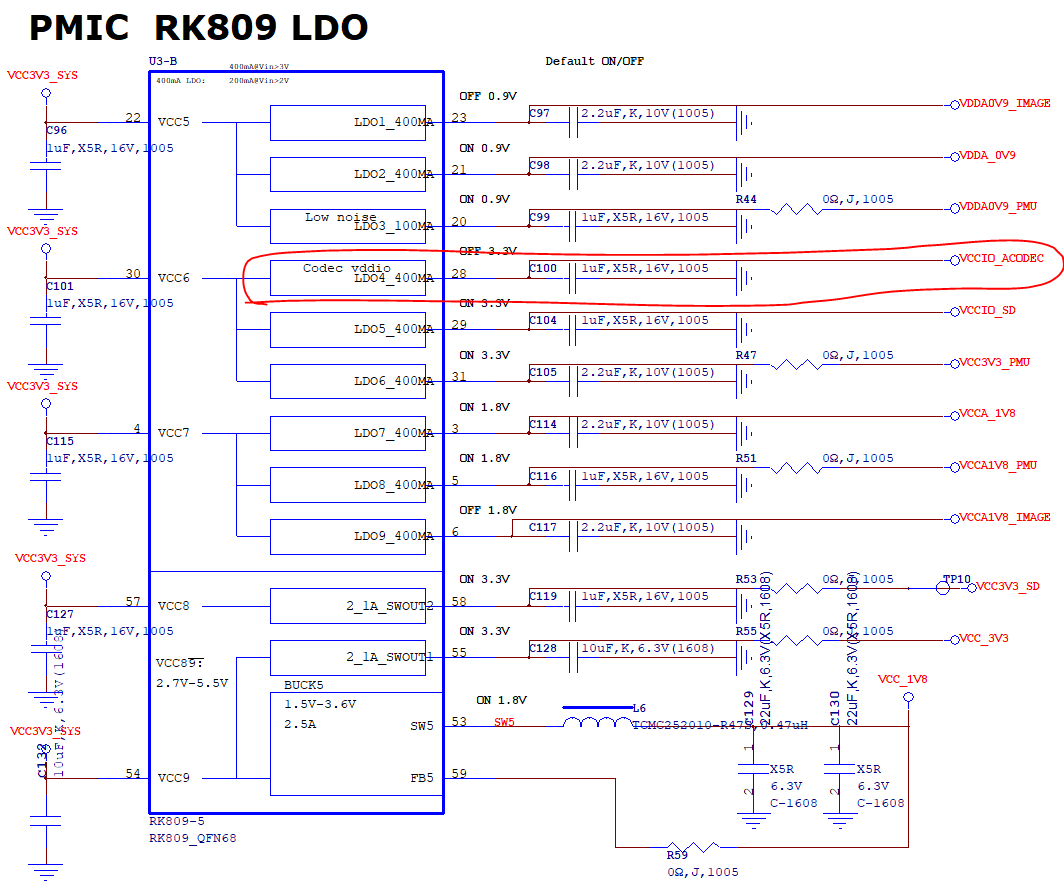 PMIC RK809 LDO
U3-B
Default ON/OFF
400mA@Vin>3V
400mA LDO: 200mA@Vin>2V
VCC3V3_SYS
22 VCC5
C96
1uF,X5R,16V,1005
LDO1_400MA 23 OFF 0.9V C97 2.2uF,K,10V(1005) VDDA0V9_IMAGE
LDO2_400MA 21 ON 0.9V C98 2.2uF,K,10V(1005) VDDA_0V9
Low noise
LDO3_100MA 20 ON 0.9V C99 1uF,X5R,16V,1005 R44 0Ω,J,1005 VDDA0V9_PMU
VCC3V3_SYS
30 VCC6
C101
1uF,X5R,16V,1005
Codec vddio
LDO4_400MA 28 OFF 3.3V C100 1uF,X5R,16V,1005 VCCIO_ACODEC
LDO5_400MA 29 ON 3.3V C104 1uF,X5R,16V,1005 VCCIO_SD
LDO6_400MA 31 ON 3.3V C105 2.2uF,K,10V(1005) R47 0Ω,J,1005 VCC3V3_PMU
VCC3V3_SYS
4 VCC7
C115
1uF,X5R,16V,1005
LDO7_400MA 3 ON 1.8V C114 2.2uF,K,10V(1005) VCCA_1V8
LDO8_400MA 5 ON 1.8V C116 1uF,X5R,16V,1005 R51 0Ω,J,1005 VCCA1V8_PMU
LDO9_400MA 6 OFF 1.8V C117 2.2uF,K,10V(1005) VCCA1V8_IMAGE
VCC3V3_SYS
57 VCC8
C127
1uF,X5R,16V,1005
2_1A_SWOUT2 58 ON 3.3V C119 1uF,X5R,16V,1005 R53 0Ω,J,1005 TP10 VCC3V3_SD
2_1A_SWOUT1 55 ON 3.3V C128 10uF,K,6.3V(1608) R55 0Ω,J,1005 VCC_3V3
VCC89:
2.7V-5.5V
BUCK5
1.5V-3.6V
2.5A
SW5 53 ON 1.8V SW5 L6
TCMC252010-R47S,0.47uH
VCC_1V8
VCC3V3_SYS
54 VCC9
10uF,K,6.3V(1608)
FB5 59
C129 22uF,K,6.3V(X5R,1608)
1
2
X5R
6.3V
C-1608
C130 22uF,K,6.3V(X5R,1608)
1
2
X5R
6.3V
C-1608
R59
0Ω,J,1005
RK809-5
RK809_QFN68